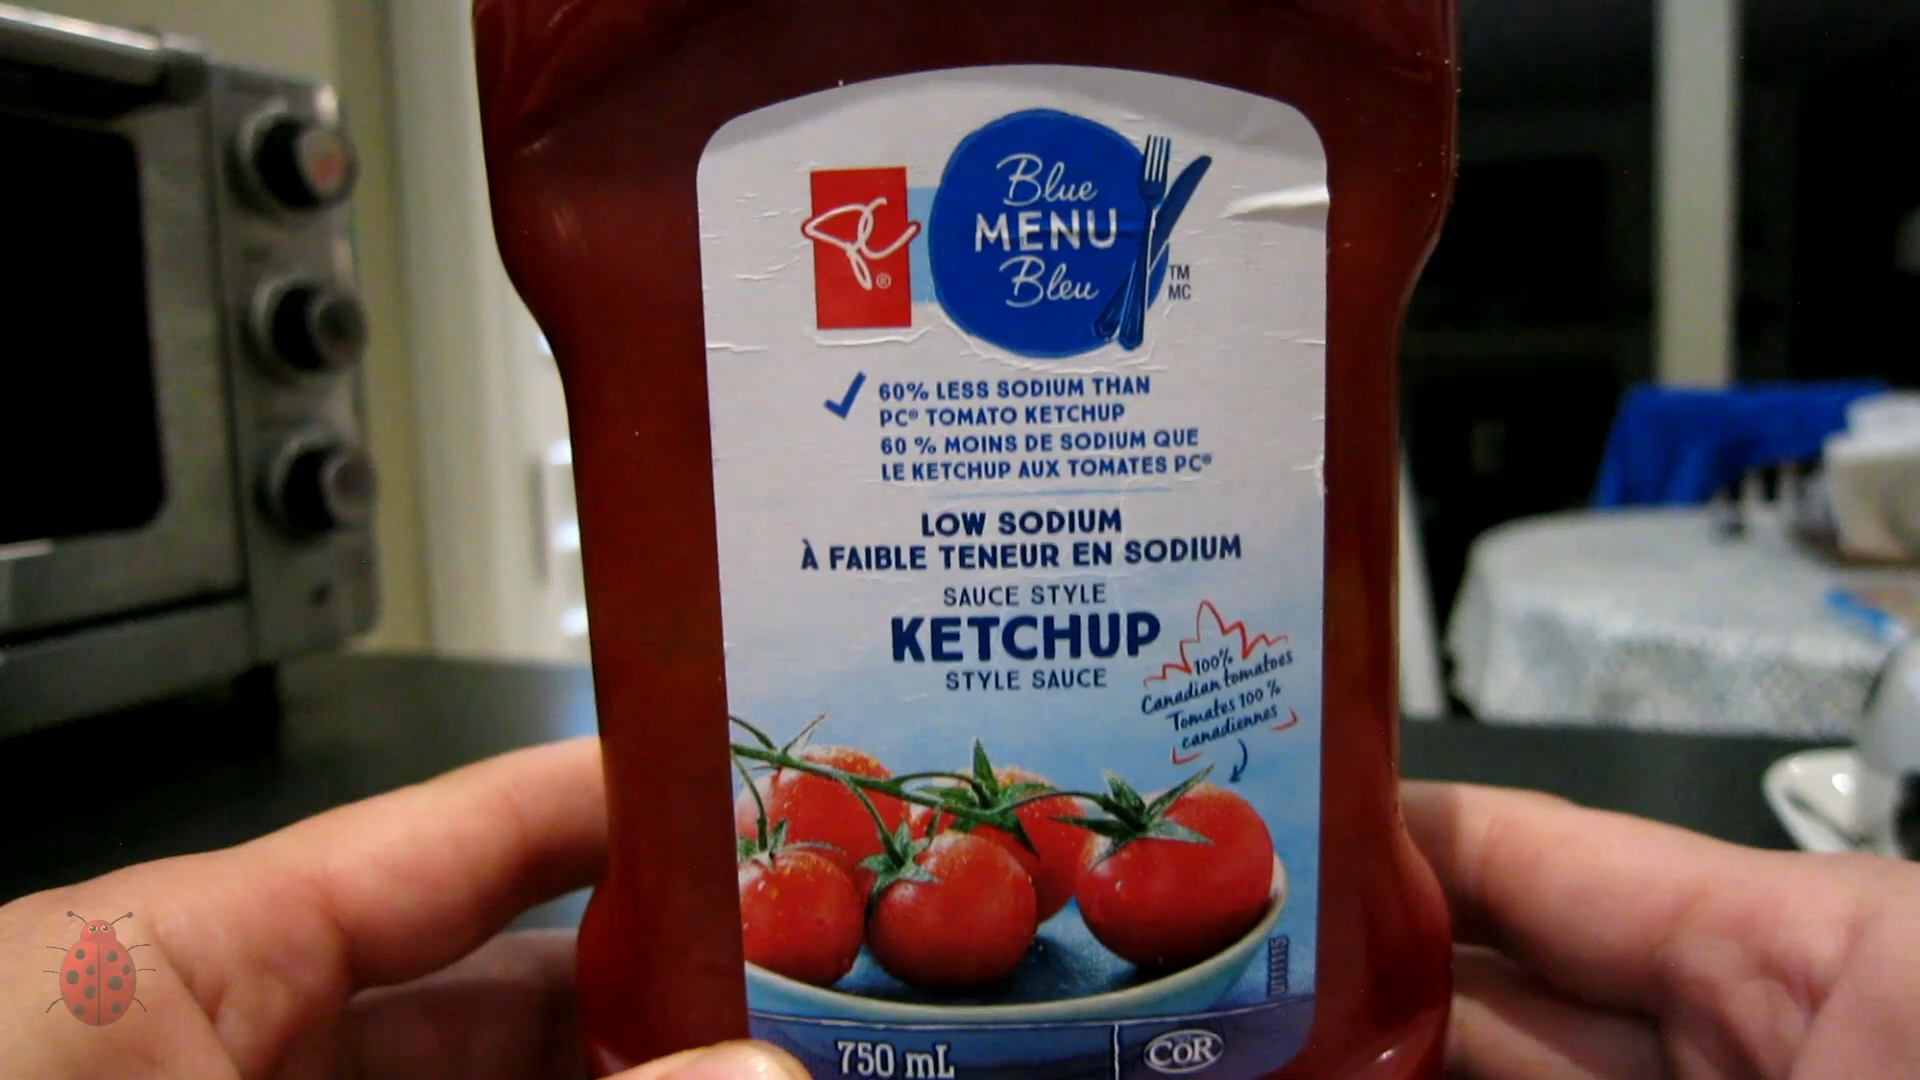 PC®
Blue
MENU
Bleu
TM
MC
60% LESS SODIUM THAN
PC® TOMATO KETCHUP
60 % MOINS DE SODIUM QUE
LE KETCHUP AUX TOMATES PC®
LOW SODIUM
À FAIBLE TENEUR EN SODIUM
SAUCE STYLE
KETCHUP
STYLE SAUCE
100%
Canadian tomatoes
Tomates 100 %
canadiennes
750 mL
COR